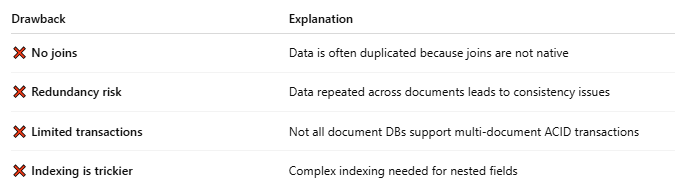 Drawback Explanation
❌ No joins Data is often duplicated because joins are not native
❌ Redundancy risk Data repeated across documents leads to consistency issues
❌ Limited transactions Not all document DBs support multi-document ACID transactions
❌ Indexing is trickier Complex indexing needed for nested fields